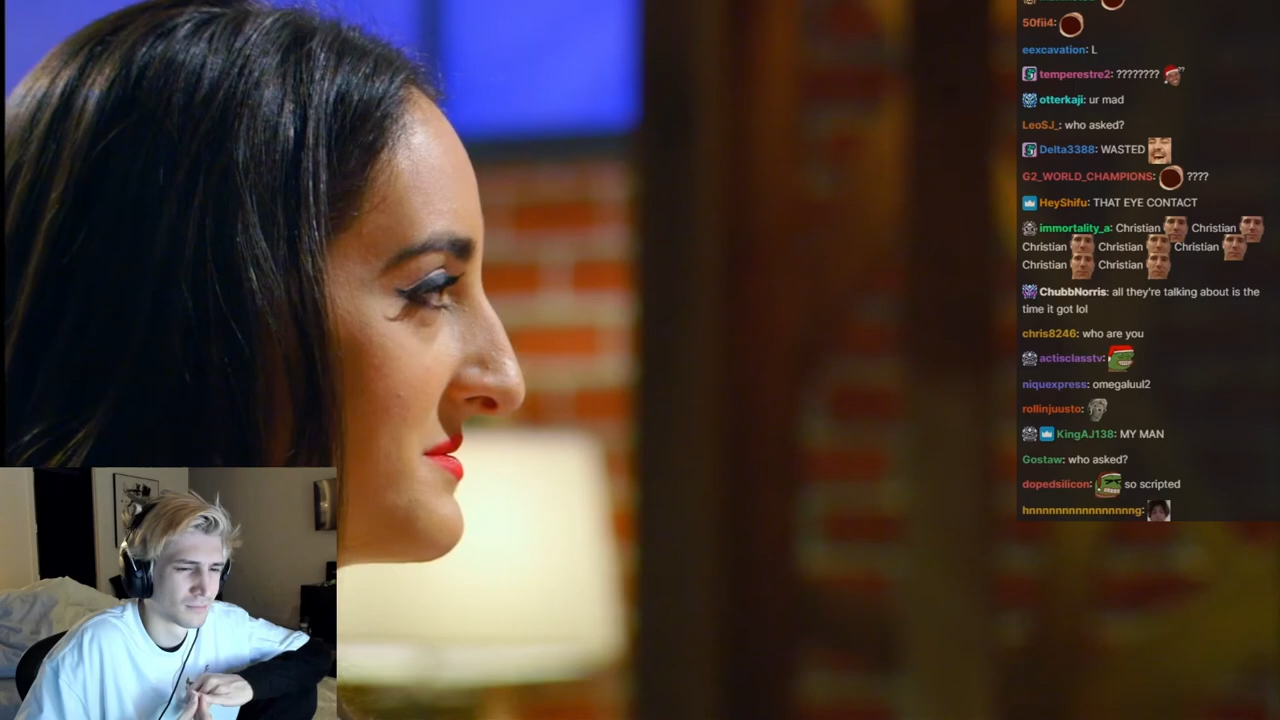 50fii4:
eexcavation: L
temperestre2: ????????
otterkaji: ur mad
LeoSJ_: who asked?
Delta3388: WASTED
G2_WORLD_CHAMPIONS: ????
HeyShifu: THAT EYE CONTACT
immortality_a: Christian Christian
Christian Christian Christian
Christian Christian
ChubbNorris: all they're talking about is the
time it got lol
chris8246: who are you
actisclasstv:
niquexpress: omegaluul2
rollinjuusto:
KingAJ138: MY MAN
Gostaw: who asked?
dopedsilicon: so scripted
hnnnnnnnnnnnnnnnng: